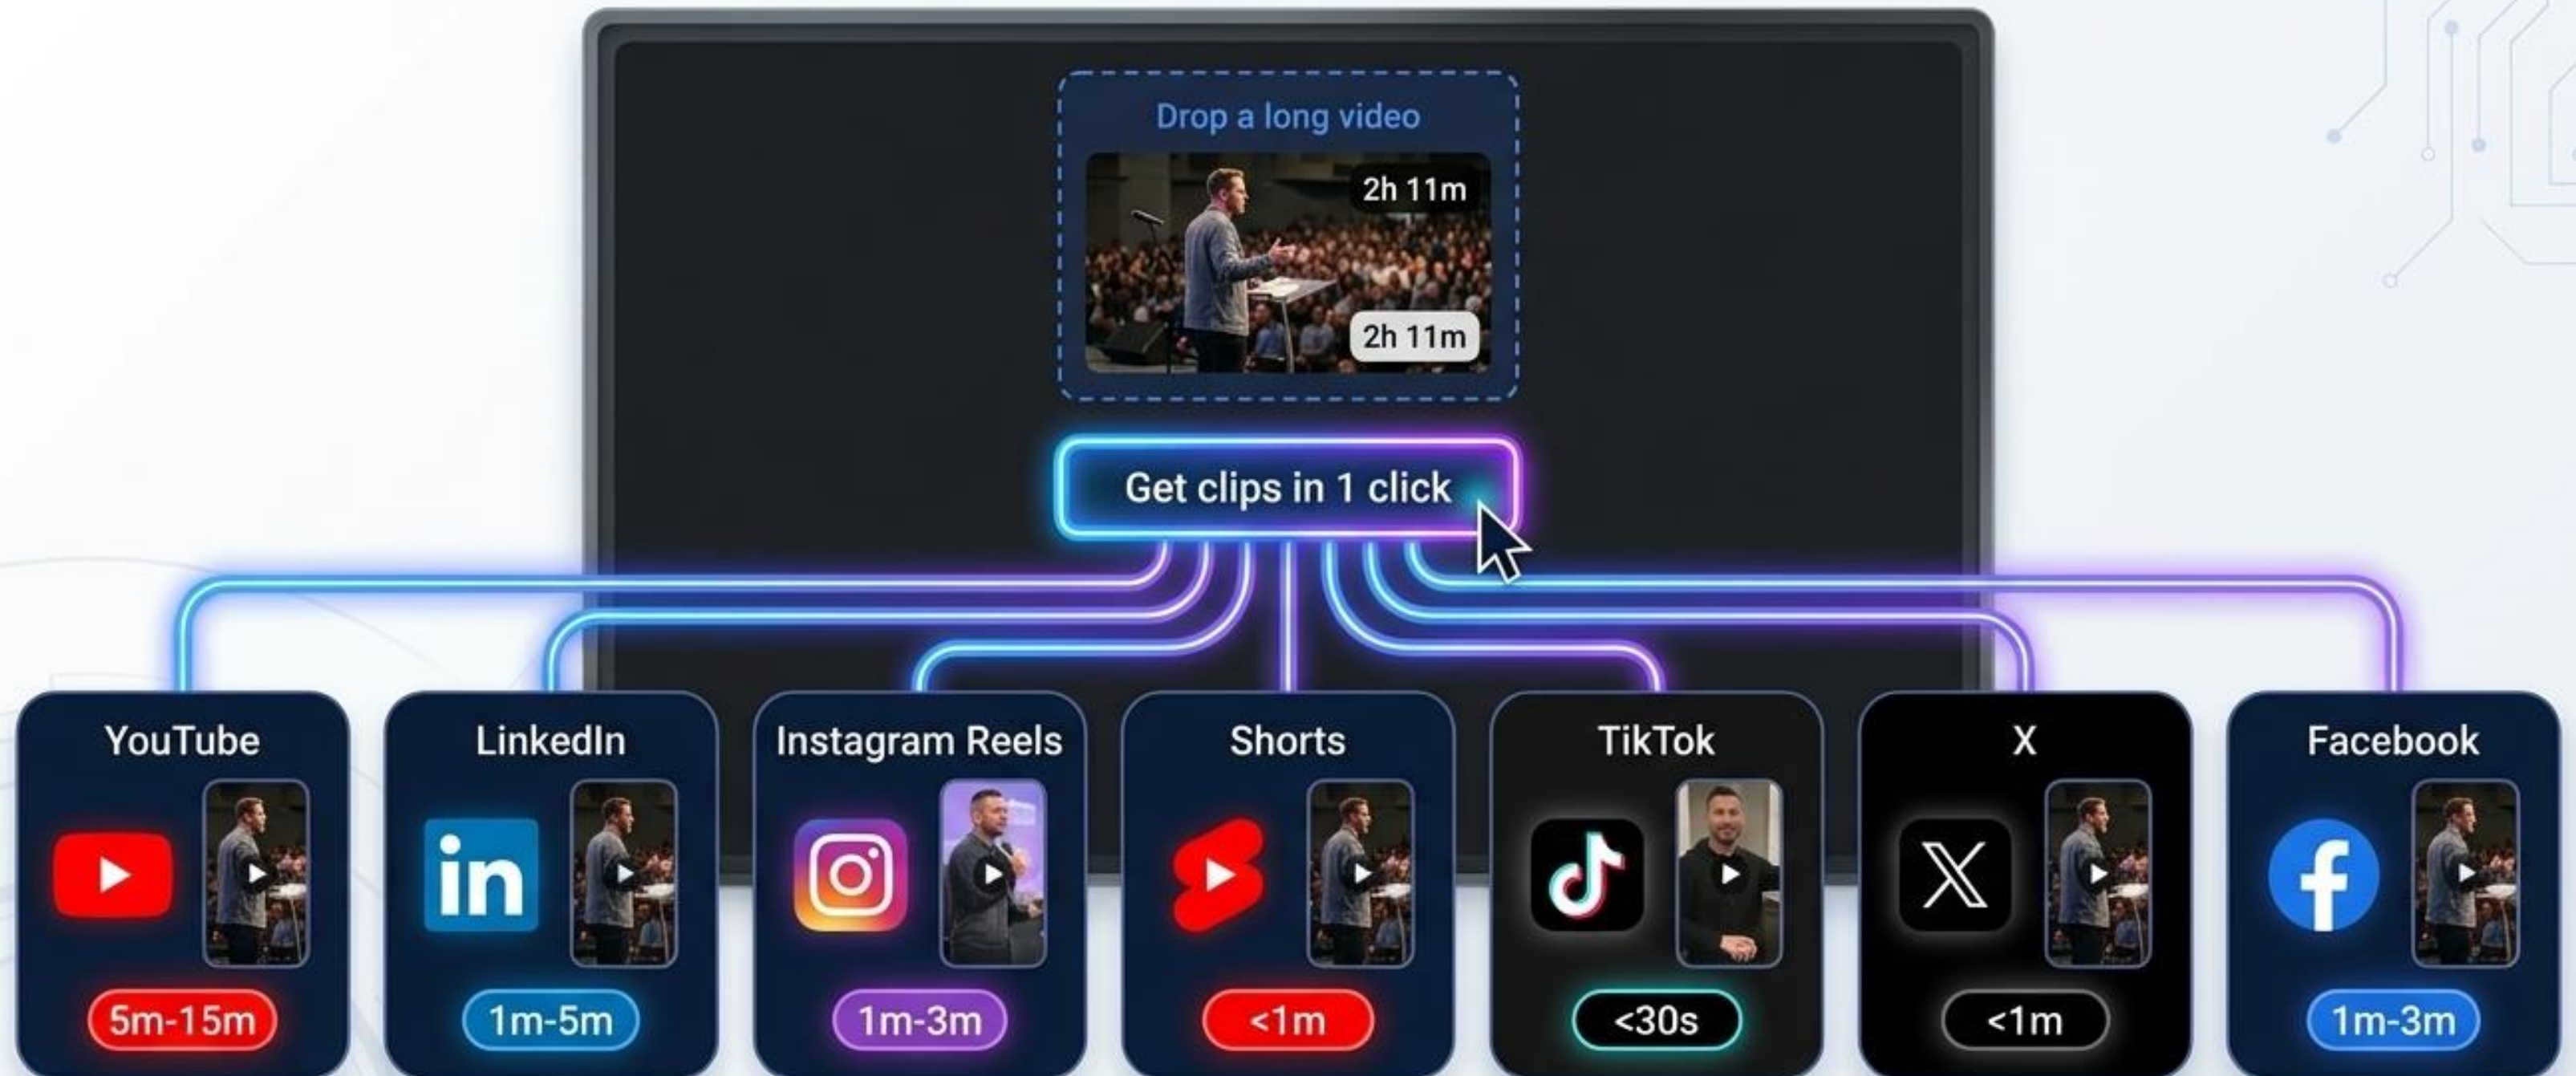 Drop a long video
2h 11m
2h 11m
Get clips in 1 click
YouTube
5m-15m
LinkedIn
in
1m-5m
Instagram Reels
1m-3m
Shorts
<1m
TikTok
<30s
X
X
<1m
Facebook
f
1m-3m